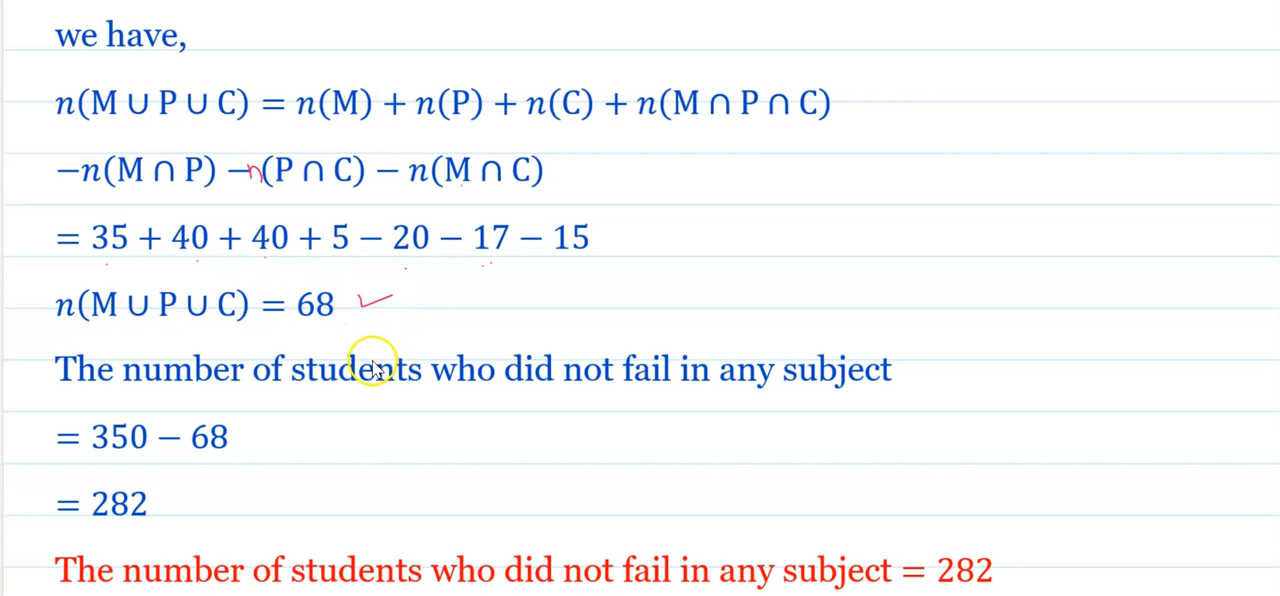 we have,
n(M ∪ P ∪ C) = n(M) + n(P) + n(C) + n(M ∩ P ∩ C)
−n(M ∩ P) −n(P ∩ C) − n(M ∩ C)
= 35 + 40 + 40 + 5 − 20 − 17 − 15
n(M ∪ P ∪ C) = 68
The number of students who did not fail in any subject
= 350 − 68
= 282
The number of students who did not fail in any subject = 282